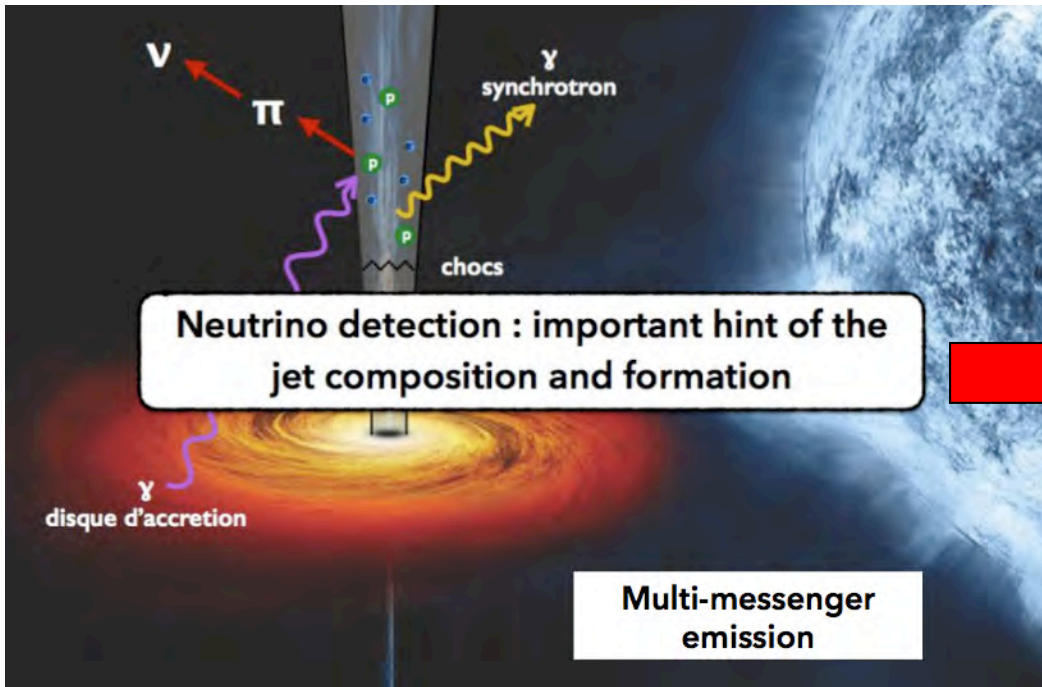 ν
π
γ
synchrotron
P
P
P
chocs
Neutrino detection : important hint of the
jet composition and formation
γ
disque d'accretion
Multi-messenger
emission